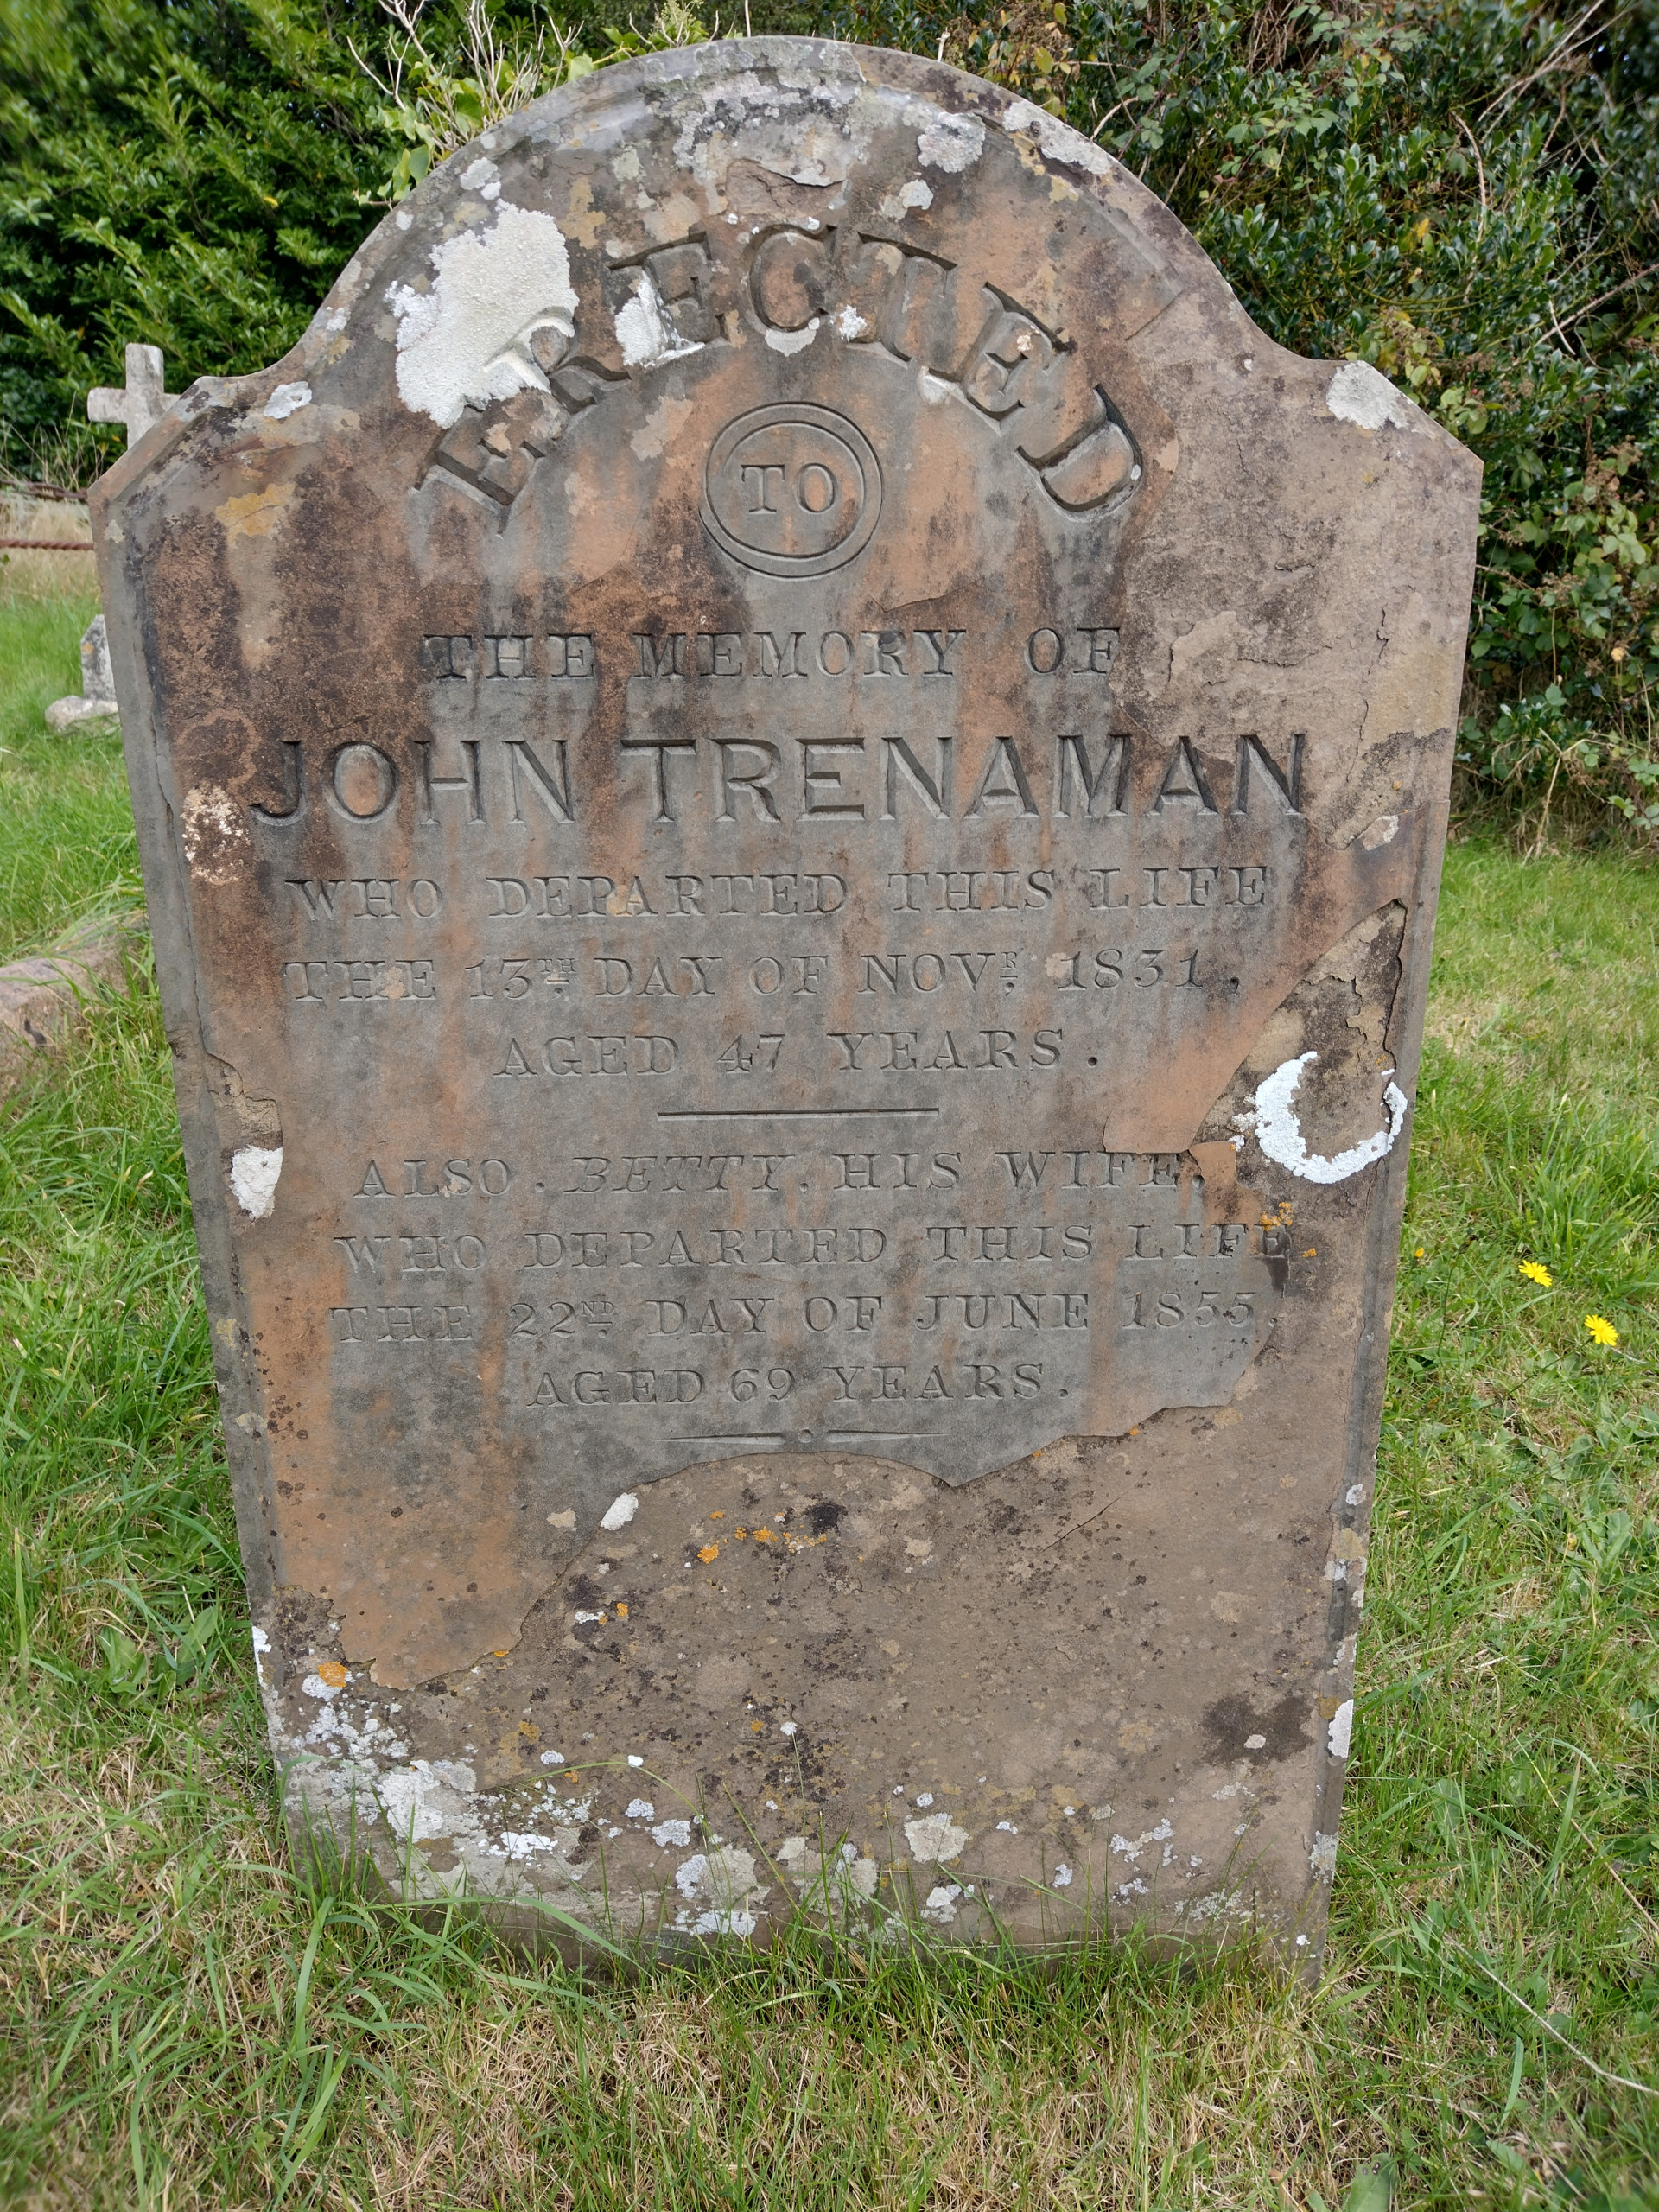 ERECTED
TO
THE MEMORY OF
JOHN TRENAMAN
WHO DEPARTED THIS LIFE
THE 13TH DAY OF NOVR. 1831.
AGED 47 YEARS.
ALSO. BETTY. HIS WIFE.
WHO DEPARTED THIS LIFE
THE 22ND DAY OF JUNE 1855.
AGED 69 YEARS.